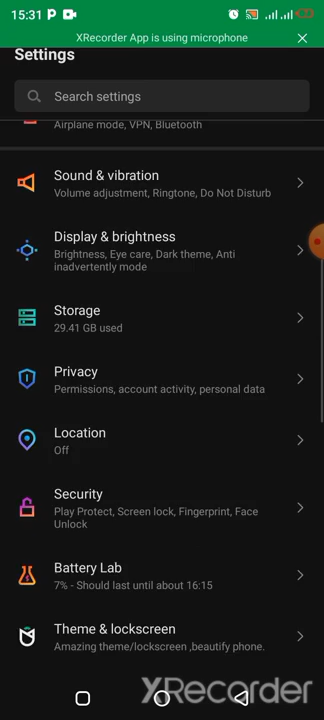 15:31
XRecorder App is using microphone
Settings
Search settings
Airplane mode, VPN, Bluetooth
Sound & vibration
Volume adjustment, Ringtone, Do Not Disturb
Display & brightness
Brightness, Eye care, Dark theme, Anti
inadvertently mode
Storage
29.41 GB used
Privacy
Permissions, account activity, personal data
Location
Off
Security
Play Protect, Screen lock, Fingerprint, Face
Unlock
Battery Lab
7% - Should last until about 16:15
Theme & lockscreen
Amazing theme/lockscreen ,beautify phone.
XRecorder